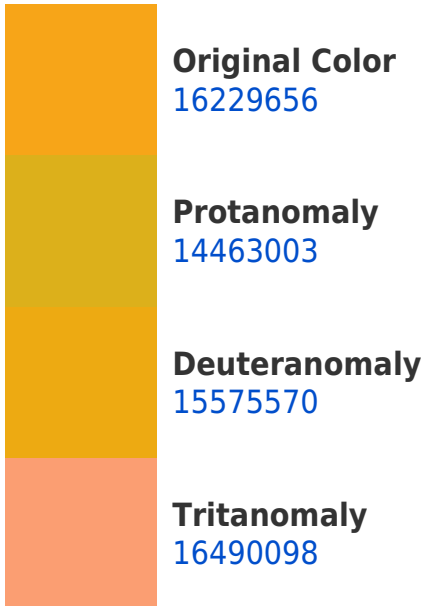 Original Color
16229656
Protanomaly
14463003
Deuteranomaly
15575570
Tritanomaly
16490098